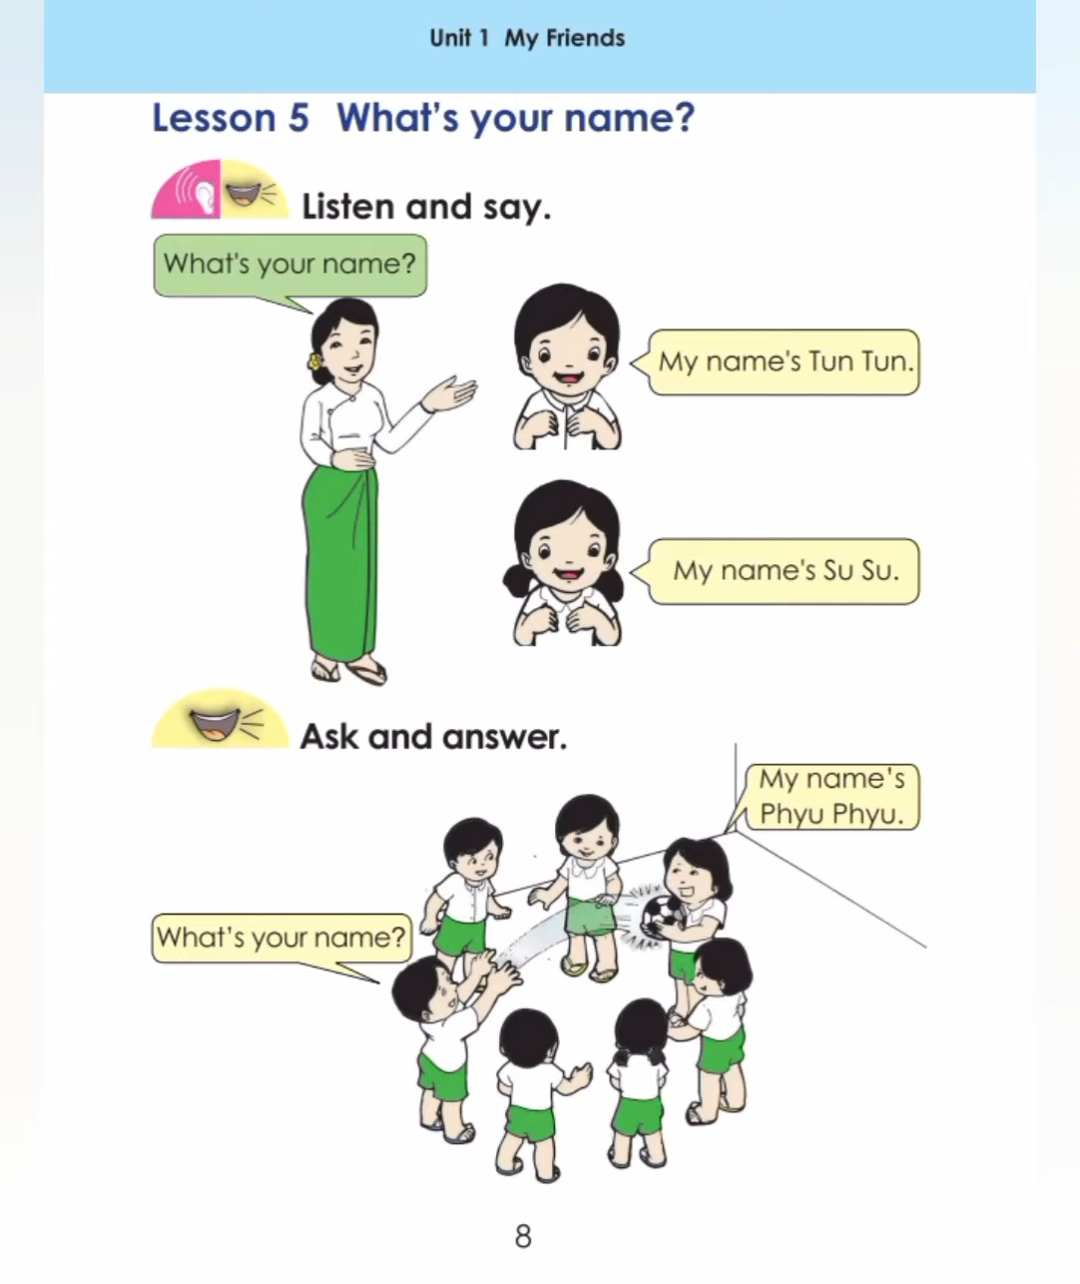 Unit 1 My Friends
Lesson 5 What's your name?
Listen and say.
What's your name?
My name's Tun Tun.
My name's Su Su.
Ask and answer.
My name's
Phyu Phyu.
What's your name?
8